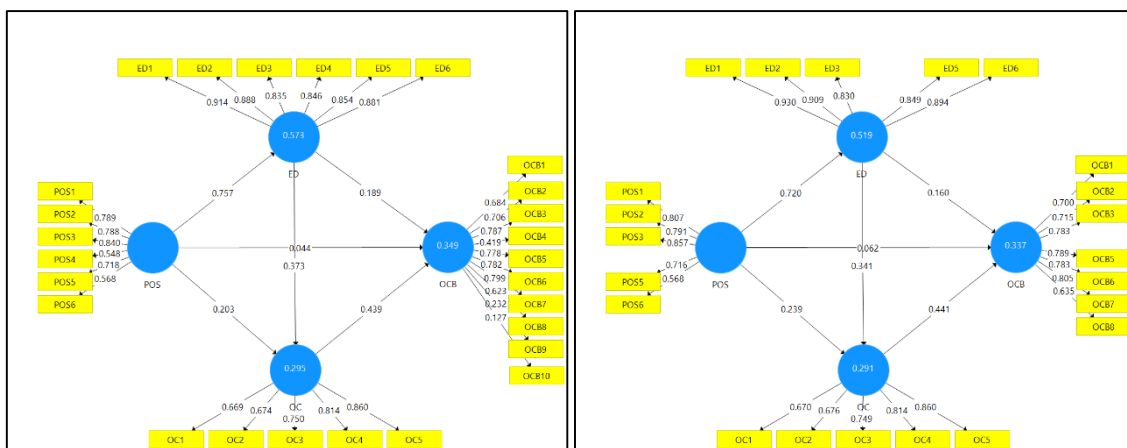 ED1 ED2 ED3 ED4 ED5 ED6
0.914 0.888 0.835 0.846 0.854 0.881
0.573
ED
0.757
0.189
POS1
POS2
POS3
POS4
POS5
POS6
0.789
0.788
0.840
0.548
0.718
0.568
POS
0.044
0.373
0.203
0.439
0.349
OCB
OCB1
OCB2
OCB3
OCB4
OCB5
OCB6
OCB7
OCB8
OCB9
OCB10
0.684
0.706
0.787
0.419
0.778
0.782
0.799
0.623
0.232
0.127
0.295
OC
0.669 0.674 0.750 0.814 0.860
OC1 OC2 OC3 OC4 OC5
ED1 ED2 ED3 ED5 ED6
0.930 0.909 0.830 0.849 0.894
0.519
ED
0.720
0.160
POS1
POS2
POS3
POS5
POS6
0.807
0.791
0.857
0.716
0.568
POS
0.062
0.341
0.239
0.441
0.337
OCB
OCB1
OCB2
OCB3
OCB5
OCB6
OCB7
OCB8
0.700
0.715
0.783
0.789
0.783
0.805
0.635
0.291
OC
0.670 0.676 0.749 0.814 0.860
OC1 OC2 OC3 OC4 OC5